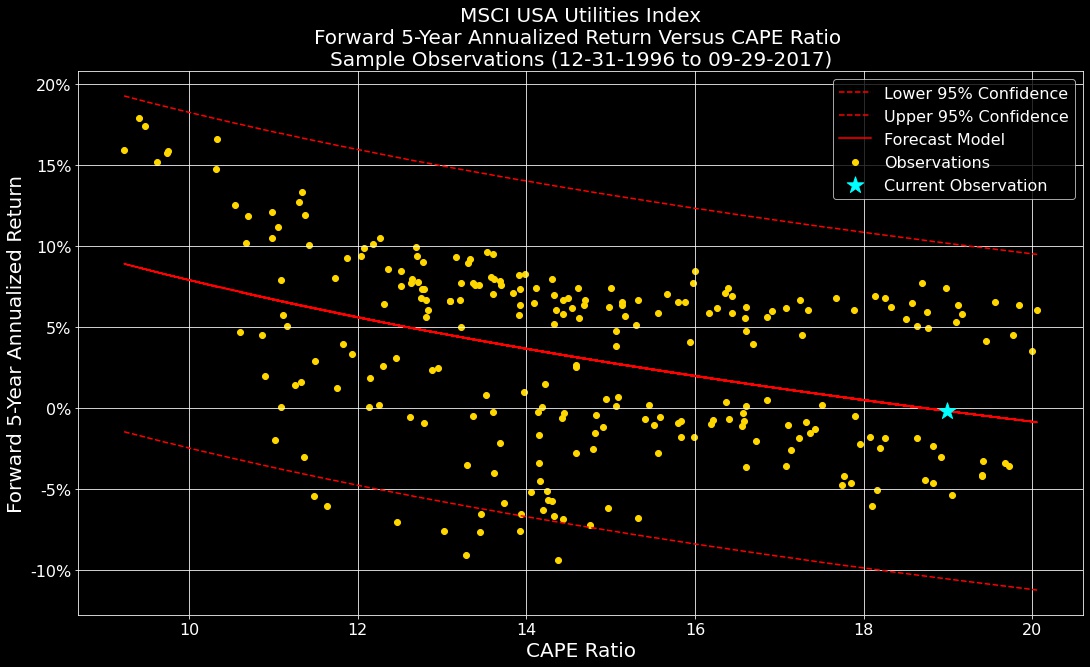 MSCI USA Utilities Index
Forward 5-Year Annualized Return Versus CAPE Ratio
Sample Observations (12-31-1996 to 09-29-2017)
Lower 95% Confidence
Upper 95% Confidence
Forecast Model
Observations
Current Observation
Forward 5-Year Annualized Return
20%
15%
10%
5%
0%
-5%
-10%
10
12
14
16
18
20
CAPE Ratio